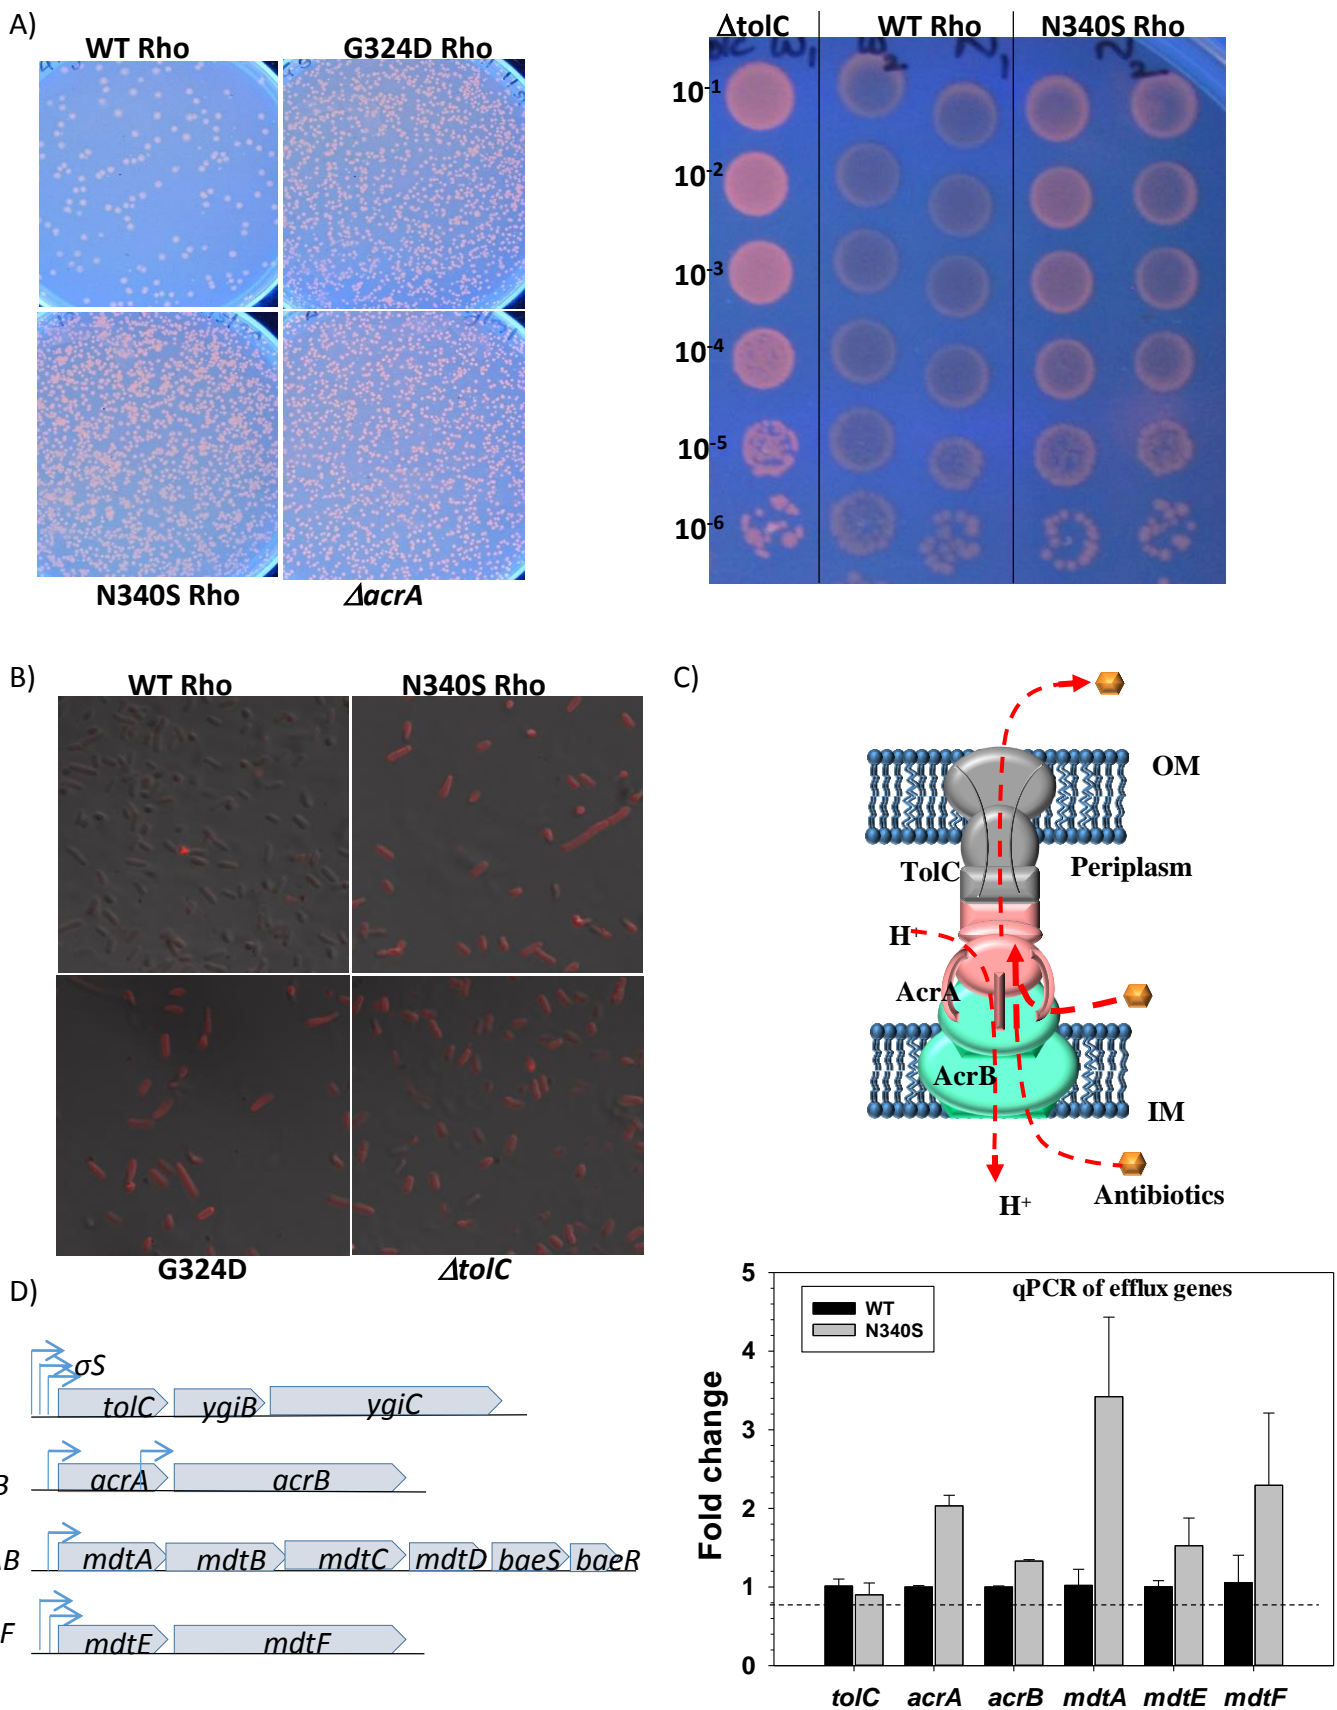 A)
WT Rho
G324D Rho
N340S Rho
ΔacrA
ΔtolC
WT Rho
N340S Rho
10-1
10-2
10-3
10-4
10-5
10-6
B)
WT Rho
N340S Rho
G324D
ΔtolC
C)
OM
TolC
Periplasm
H+
AcrA
AcrB
IM
H+
Antibiotics
D)
σS
tolC ygiB ygiC
B
acrA acrB
AB
mdtA mdtB mdtC mdtD baeS baeR
F
mdtE mdtF
qPCR of efflux genes
WT
N340S
Fold change
5
4
3
2
1
0
tolC acrA acrB mdtA mdtE mdtF